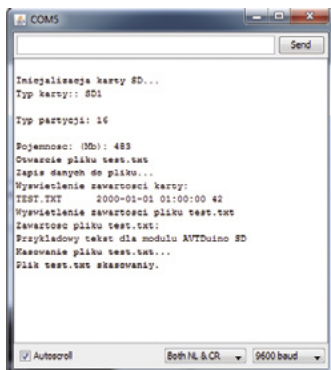 COM5
Send
Inicjalizacja karty SD...
Typ karty:: SD1
Typ partycji: 16
Pojemnosc: (Mb): 483
Otwarcie pliku test.txt
Zapis danych do pliku...
Wyswietlenie zawartosci karty:
TEST.TXT 2000-01-01 01:00:00 42
Wyswietlenie zawartosci pliku test.txt
Zawartosc pliku test.txt:
Przykladowy tekst dla modulu AVTDuino SD
Kasowanie pliku test.txt...
Plik test.txt skasowaniy.
Autoscroll
Both NL & CR
9600 baud